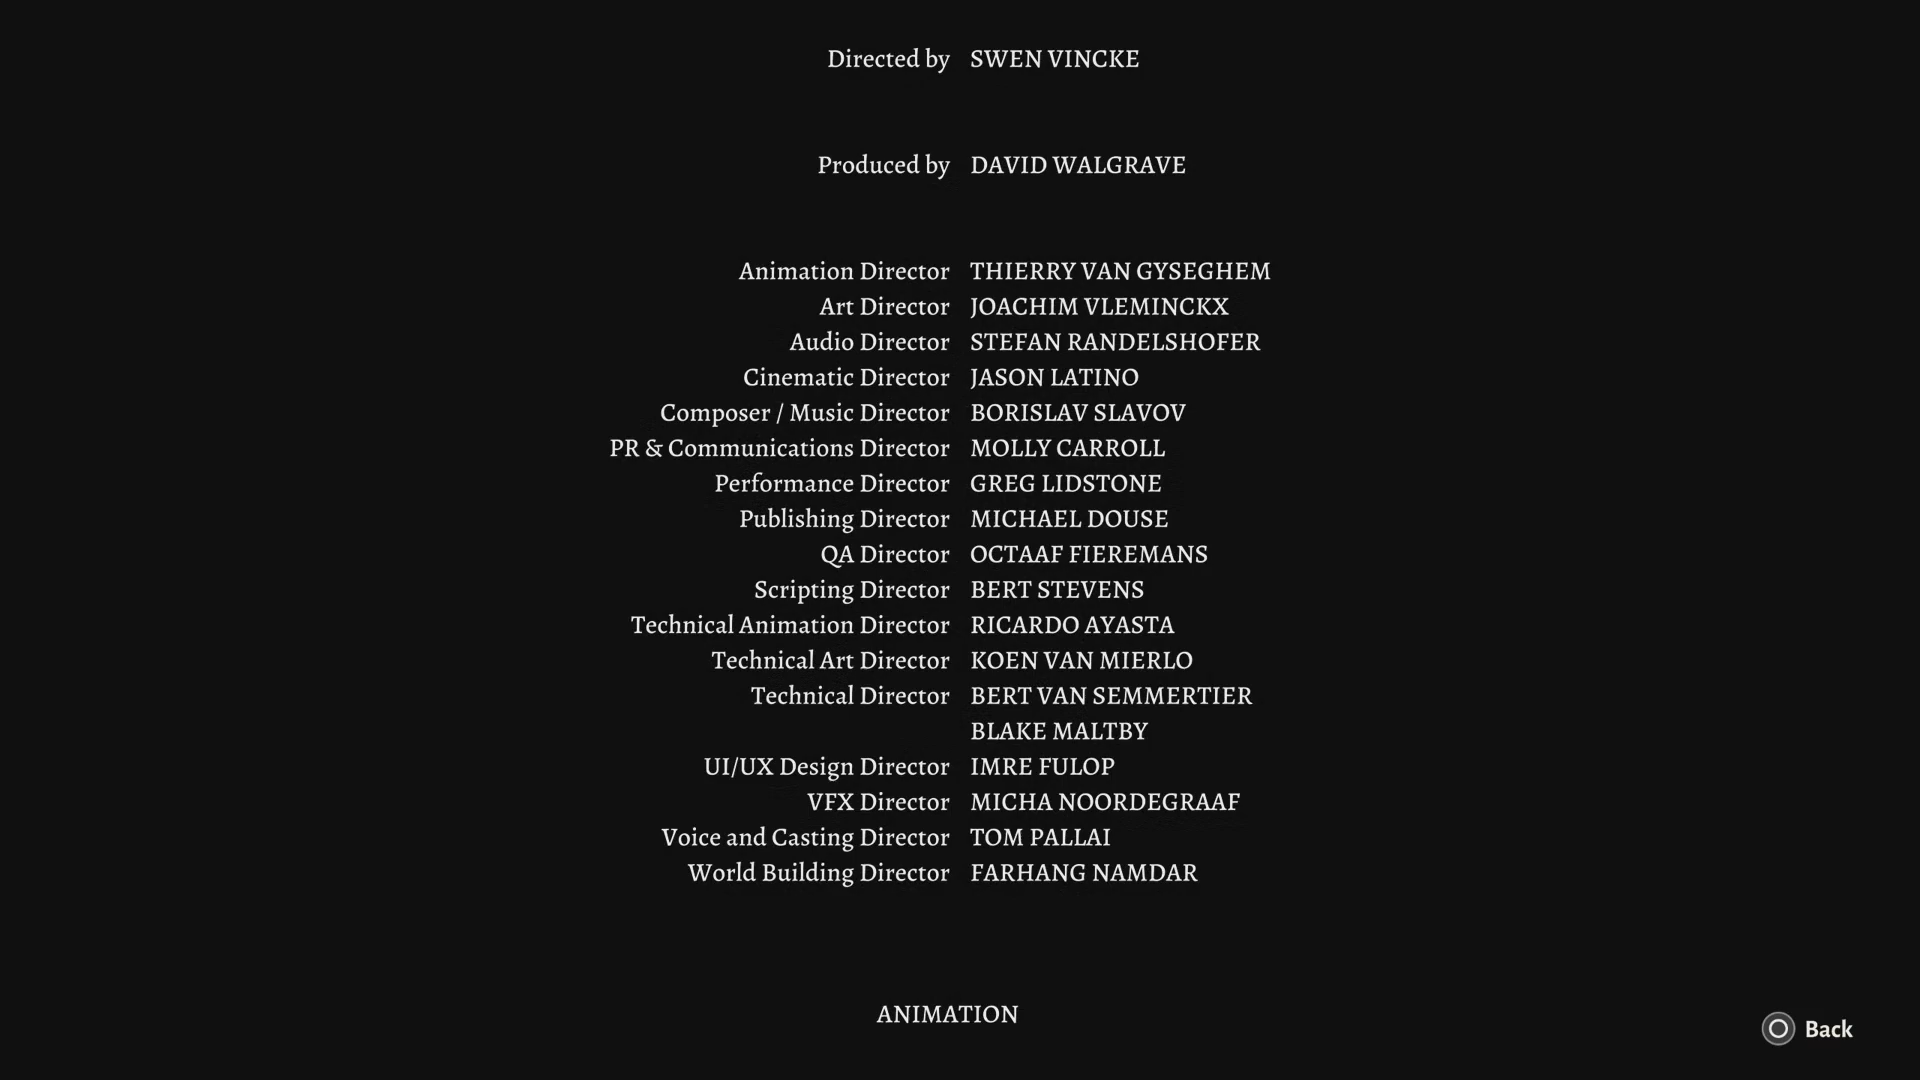 Directed by SWEN VINCKE
Produced by DAVID WALGRAVE
Animation Director THIERRY VAN GYSEGHEM
Art Director JOACHIM VLEMINCKX
Audio Director STEFAN RANDELSHOFER
Cinematic Director JASON LATINO
Composer / Music Director BORISLAV SLAVOV
PR & Communications Director MOLLY CARROLL
Performance Director GREG LIDSTONE
Publishing Director MICHAEL DOUSE
QA Director OCTAAF FIEREMANS
Scripting Director BERT STEVENS
Technical Animation Director RICARDO AYASTA
Technical Art Director KOEN VAN MIERLO
Technical Director BERT VAN SEMMERTIER
BLAKE MALTBY
UI/UX Design Director IMRE FULOP
VFX Director MICHA NOORDEGRAAF
Voice and Casting Director TOM PALLAI
World Building Director FARHANG NAMDAR
ANIMATION
Back